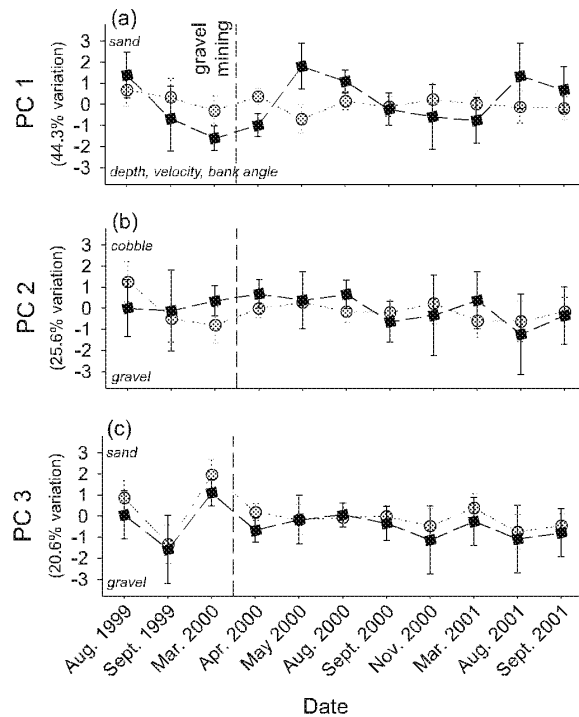 (a)
sand
gravel
mining
3
2
1
0
-1
-2
-3
PC 1
(44.3% variation)
depth, velocity, bank angle
(b)
cobble
3
2
1
0
-1
-2
-3
PC 2
(25.6% variation)
gravel
(c)
sand
3
2
1
0
-1
-2
-3
PC 3
(20.6% variation)
gravel
Aug. 1999
Sept. 1999
Mar. 2000
Apr. 2000
May 2000
Aug. 2000
Sept. 2000
Nov. 2000
Mar. 2001
Aug. 2001
Sept. 2001
Date